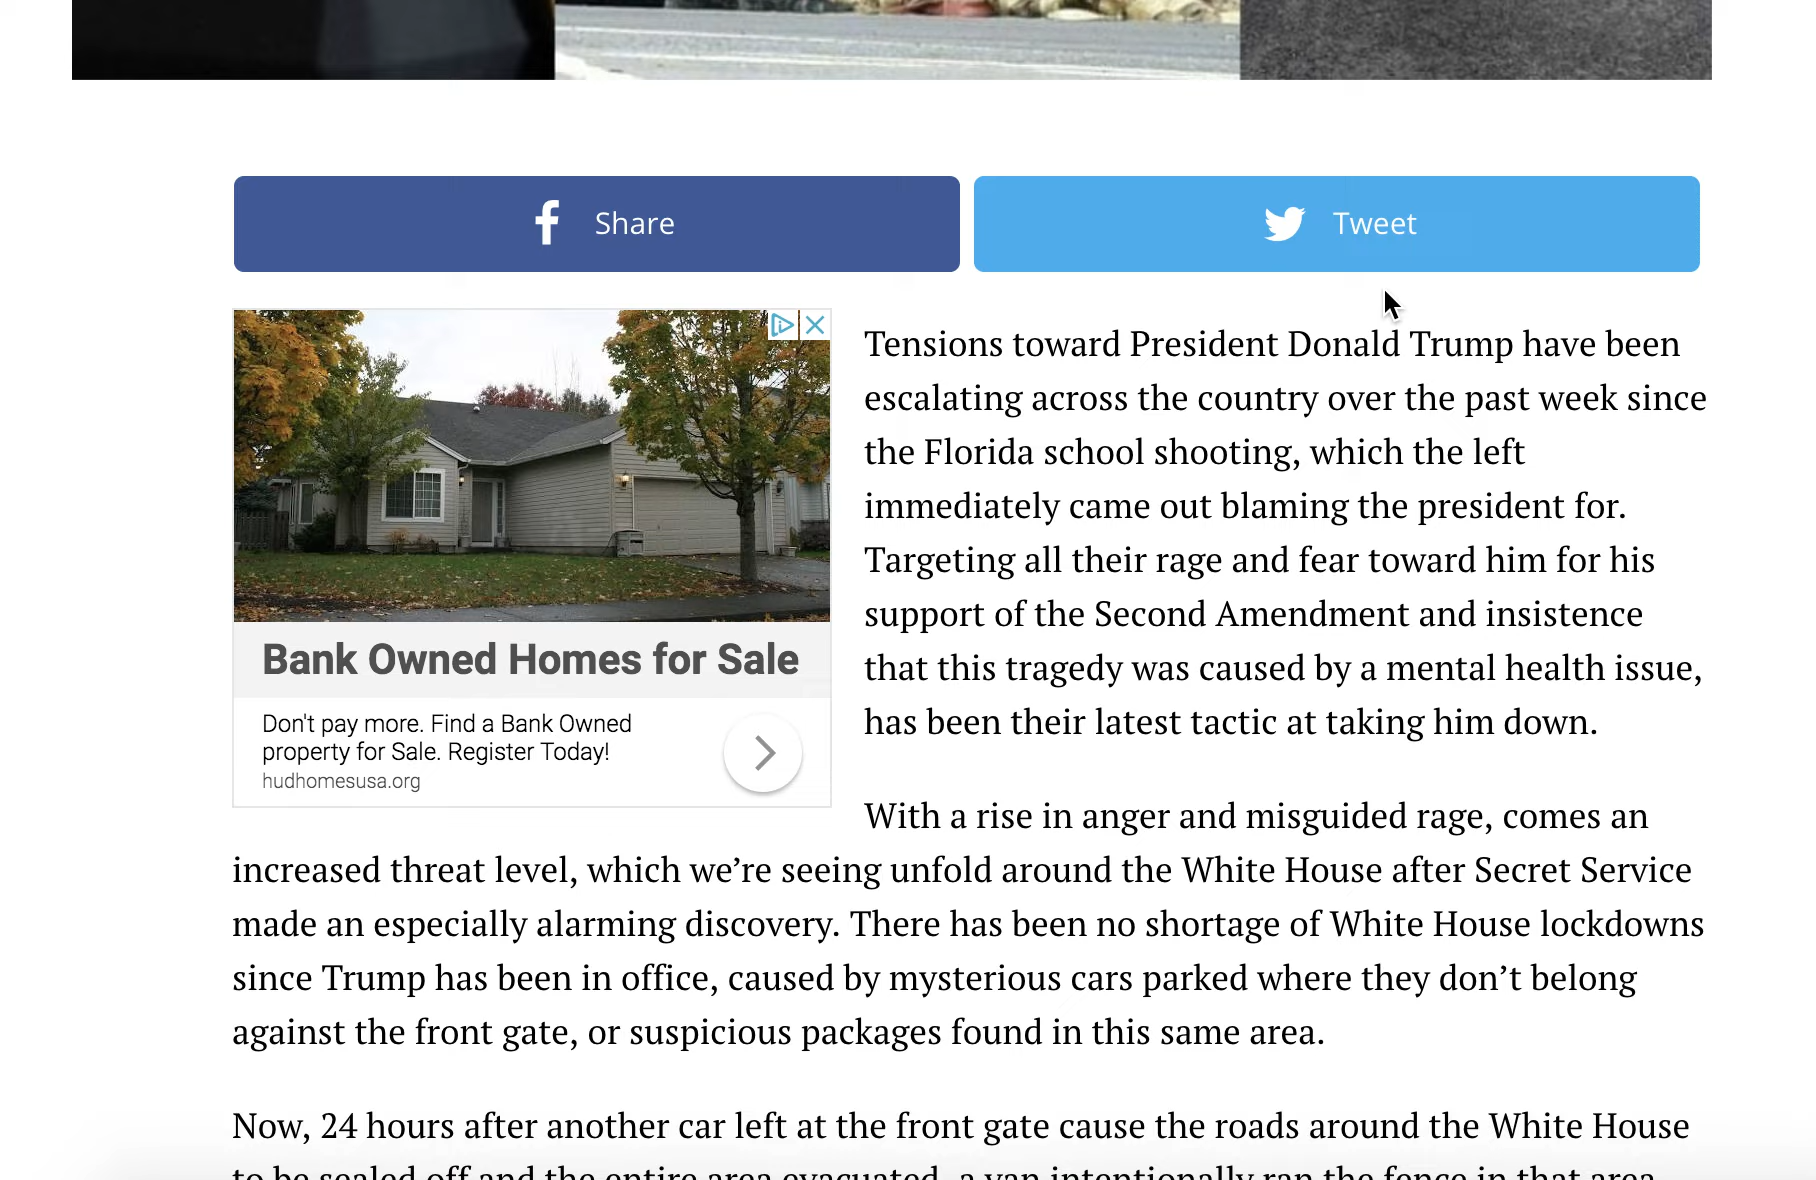 Share
Tweet
Tensions toward President Donald Trump have been
escalating across the country over the past week since
the Florida school shooting, which the left
immediately came out blaming the president for.
Targeting all their rage and fear toward him for his
support of the Second Amendment and insistence
that this tragedy was caused by a mental health issue,
has been their latest tactic at taking him down.
Bank Owned Homes for Sale
Don't pay more. Find a Bank Owned
property for Sale. Register Today!
hudhomesusa.org
With a rise in anger and misguided rage, comes an
increased threat level, which we’re seeing unfold around the White House after Secret Service
made an especially alarming discovery. There has been no shortage of White House lockdowns
since Trump has been in office, caused by mysterious cars parked where they don’t belong
against the front gate, or suspicious packages found in this same area.
Now, 24 hours after another car left at the front gate cause the roads around the White House
to be sealed off and the entire area evacuated, a van intentionally ran the fence in that area